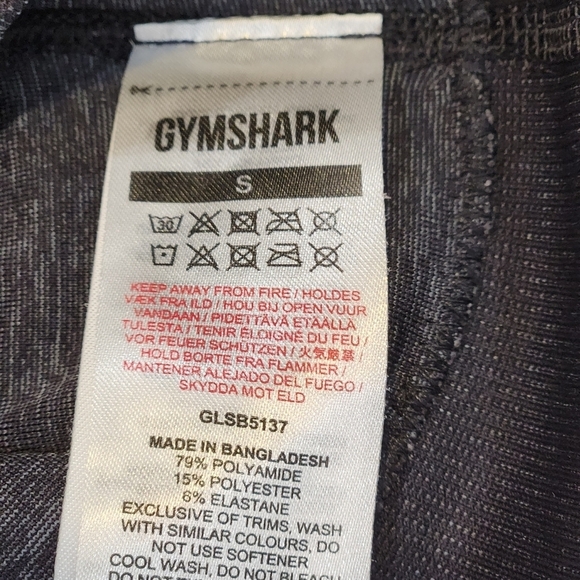 GYMSHARK
S
30
KEEP AWAY FROM FIRE / HOLDES
VÆK FRA ILD / HOU BIJ OPEN VUUR
VANDAAN / PIDETTÄVÄ ETÄÄLLÄ
TULESTA / TENIR ÉLOIGNÉ DU FEU /
VOR FEUER SCHÜTZEN / 火気厳禁 /
HOLD BORTE FRA FLAMMER /
MANTENER ALEJADO DEL FUEGO /
SKYDDA MOT ELD
GLSB5137
MADE IN BANGLADESH
79% POLYAMIDE
15% POLYESTER
6% ELASTANE
EXCLUSIVE OF TRIMS, WASH
WITH SIMILAR COLOURS, DO
NOT USE SOFTENER
COOL WASH, DO NOT BLEACH
DO NOT